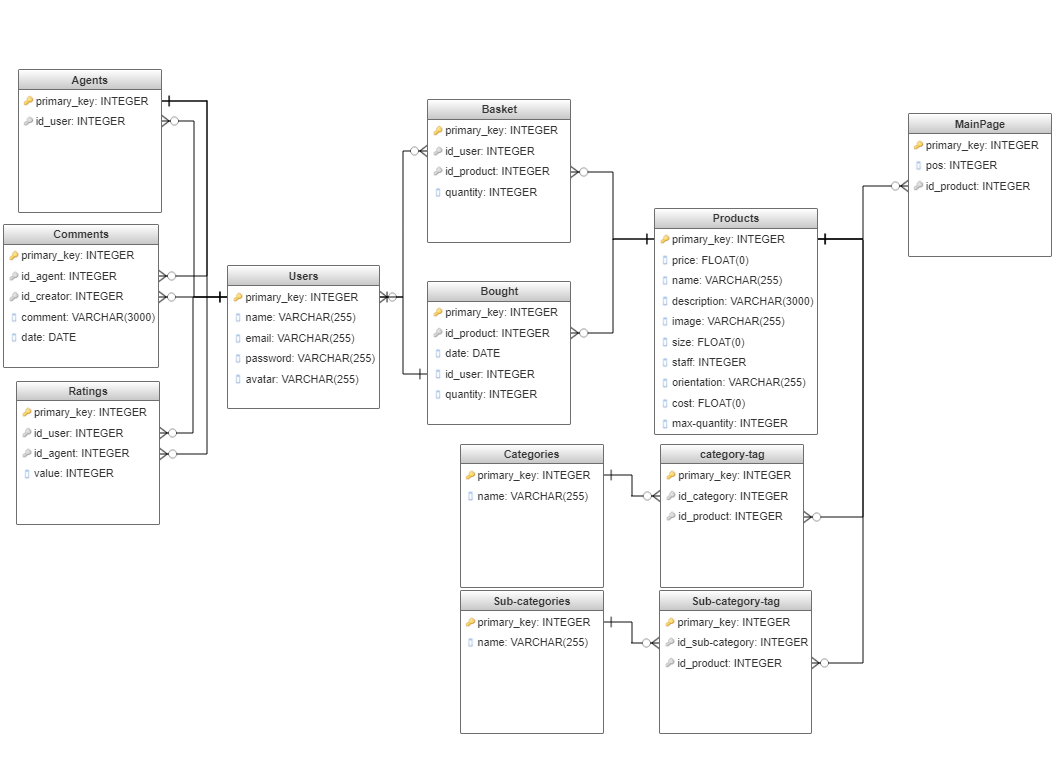 Agents
primary_key: INTEGER
id_user: INTEGER
Comments
primary_key: INTEGER
id_agent: INTEGER
id_creator: INTEGER
comment: VARCHAR(3000)
date: DATE
Ratings
primary_key: INTEGER
id_user: INTEGER
id_agent: INTEGER
value: INTEGER
Users
primary_key: INTEGER
name: VARCHAR(255)
email: VARCHAR(255)
password: VARCHAR(255)
avatar: VARCHAR(255)
Basket
primary_key: INTEGER
id_user: INTEGER
id_product: INTEGER
quantity: INTEGER
Bought
primary_key: INTEGER
id_product: INTEGER
date: DATE
id_user: INTEGER
quantity: INTEGER
Products
primary_key: INTEGER
price: FLOAT(0)
name: VARCHAR(255)
description: VARCHAR(3000)
image: VARCHAR(255)
size: FLOAT(0)
staff: INTEGER
orientation: VARCHAR(255)
cost: FLOAT(0)
max-quantity: INTEGER
MainPage
primary_key: INTEGER
pos: INTEGER
id_product: INTEGER
Categories
primary_key: INTEGER
name: VARCHAR(255)
category-tag
primary_key: INTEGER
id_category: INTEGER
id_product: INTEGER
Sub-categories
primary_key: INTEGER
name: VARCHAR(255)
Sub-category-tag
primary_key: INTEGER
id_sub-category: INTEGER
id_product: INTEGER